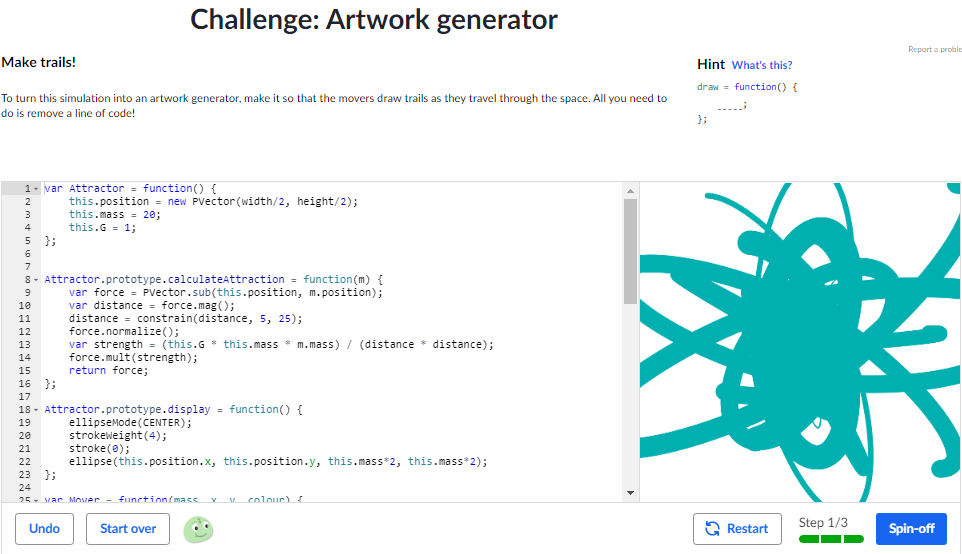 Challenge: Artwork generator
Report a proble
Make trails!
Hint What's this?
draw = function() {
_____;
};
To turn this simulation into an artwork generator, make it so that the movers draw trails as they travel through the space. All you need to
do is remove a line of code!
1 var Attractor = function() {
2 this.position = new PVector(width/2, height/2);
3 this.mass = 20;
4 this.G = 1;
5 };
6
7
8 Attractor.prototype.calculateAttraction = function(m) {
9 var force = PVector.sub(this.position, m.position);
10 var distance = force.mag();
11 distance = constrain(distance, 5, 25);
12 force.normalize();
13 var strength = (this.G * this.mass * m.mass) / (distance * distance);
14 force.mult(strength);
15 return force;
16 };
17
18 Attractor.prototype.display = function() {
19 ellipseMode(CENTER);
20 strokeWeight(4);
21 stroke(0);
22 ellipse(this.position.x, this.position.y, this.mass*2, this.mass*2);
23 };
24
25 var Mover = function(mass, x, y, colour) {
Undo
Start over
Restart
Step 1/3
Spin-off